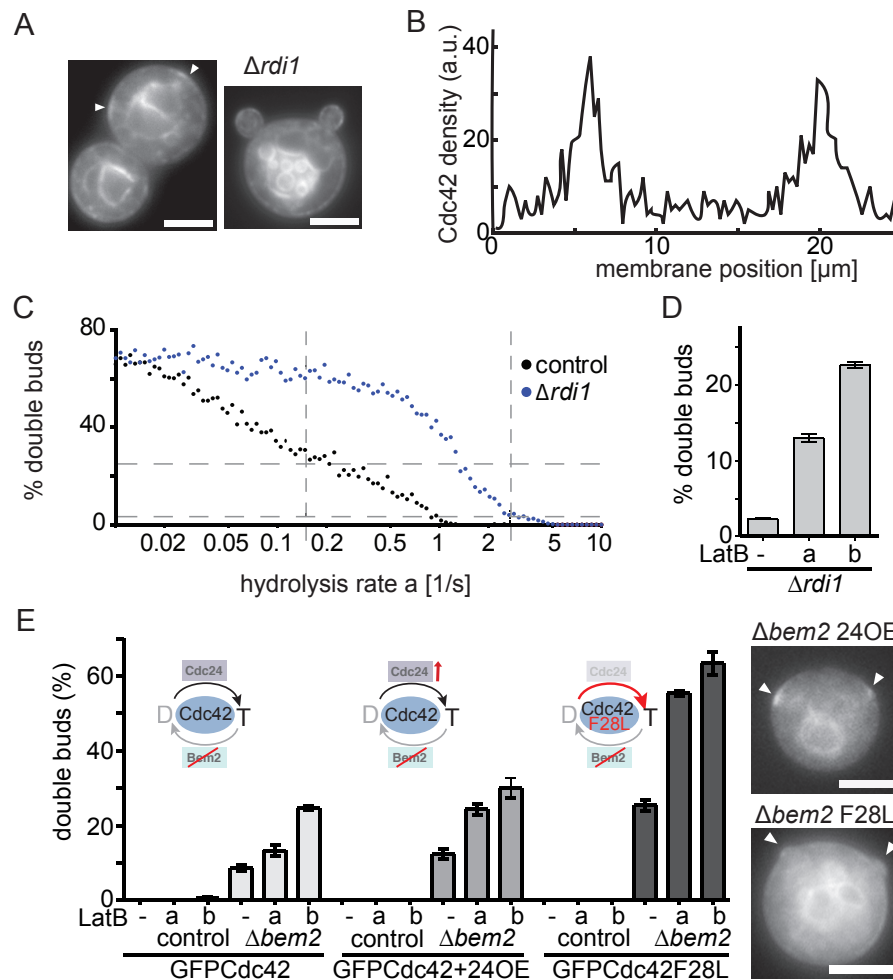 A
Δrdi1
B
Cdc42 density (a.u.)
40
20
0
0
10
20
membrane position [µm]
C
% double buds
80
40
0
control
Δrdi1
0.02
0.05
0.1
0.2
0.5
1
2
5
10
hydrolysis rate a [1/s]
D
% double buds
20
10
0
LatB
-
a
b
Δrdi1
E
double buds (%)
60
40
20
0
Cdc24
D
Cdc42
T
Bem2
Cdc24
D
Cdc42
T
Bem2
Cdc24
D
Cdc42
F28L
T
Bem2
LatB - a b - a b - a b - a b - a b - a b
control Δbem2 control Δbem2 control Δbem2
GFPCdc42 GFPCdc42+24OE GFPCdc42F28L
Δbem2 24OE
Δbem2 F28L